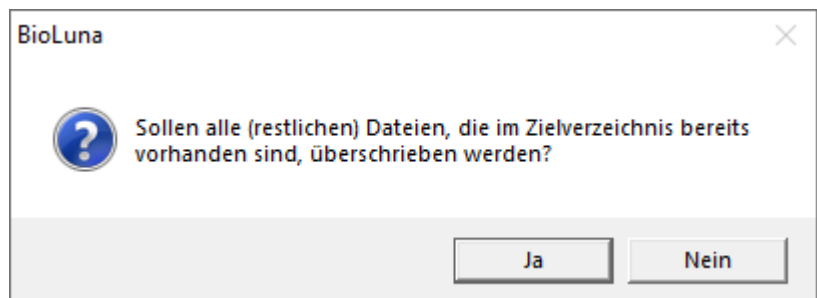 BioLuna
Sollen alle (restlichen) Dateien, die im Zielverzeichnis bereits
vorhanden sind, überschrieben werden?
Ja
Nein